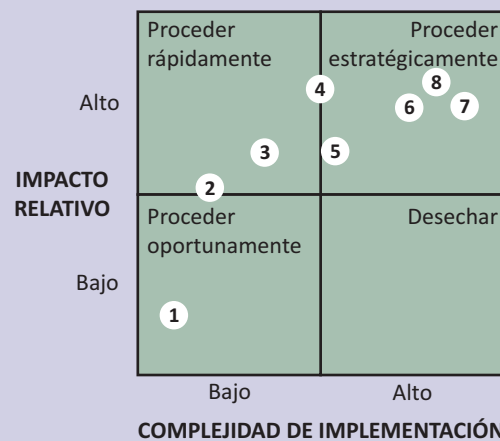 Proceder
rápidamente
Proceder
estratégicamente
4
8
6
7
Alto
3
5
IMPACTO
RELATIVO
2
Proceder
oportunamente
Desechar
Bajo
1
Bajo
Alto
COMPLEJIDAD DE IMPLEMENTACIÓN